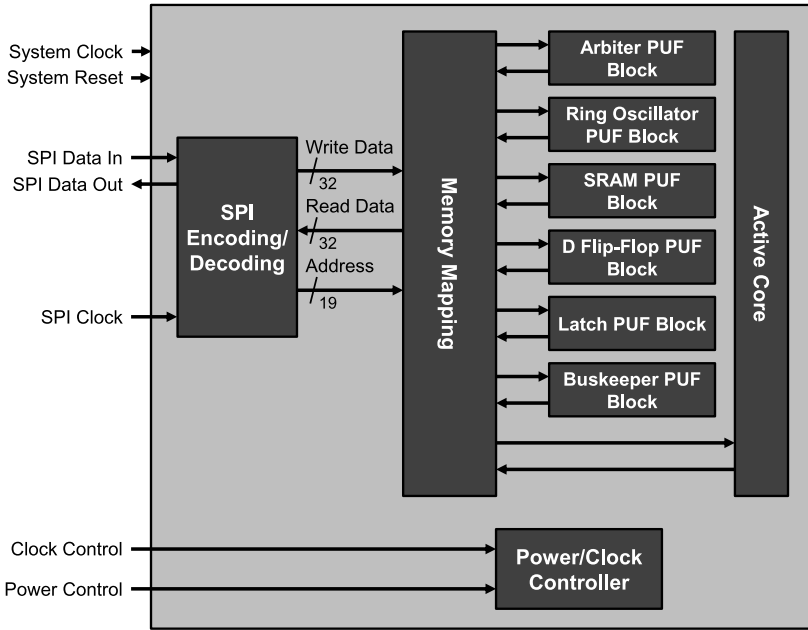 System Clock
System Reset
SPI Data In
SPI Data Out
SPI Clock
SPI
Encoding/
Decoding
Write Data
32
Read Data
32
Address
19
Memory Mapping
Arbiter PUF
Block
Ring Oscillator
PUF Block
SRAM PUF
Block
D Flip-Flop PUF
Block
Latch PUF Block
Buskeeper PUF
Block
Active Core
Clock Control
Power Control
Power/Clock
Controller